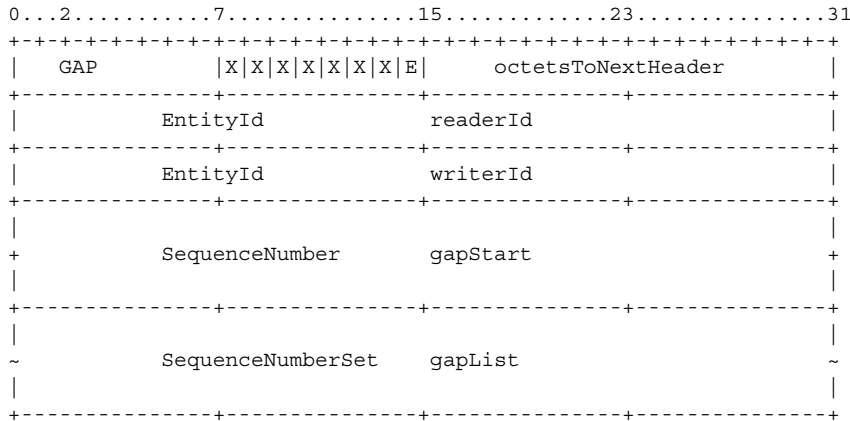 0...2...........7...............15.............23...............31
+-+-+-+-+-+-+-+-+-+-+-+-+-+-+-+-+-+-+-+-+-+-+-+-+-+-+-+-+-+-+-+-+
|   GAP         |X|X|X|X|X|X|X|E|     octetsToNextHeader        |
+---------------+---------------+---------------+---------------+
|           EntityId             readerId                       |
+---------------+---------------+---------------+---------------+
|           EntityId             writerId                       |
+---------------+---------------+---------------+---------------+
|                                                               |
+           SequenceNumber       gapStart                       +
|                                                               |
+---------------+---------------+---------------+---------------+
|                                                               |
~           SequenceNumberSet    gapList                        ~
|                                                               |
+---------------+---------------+---------------+---------------+